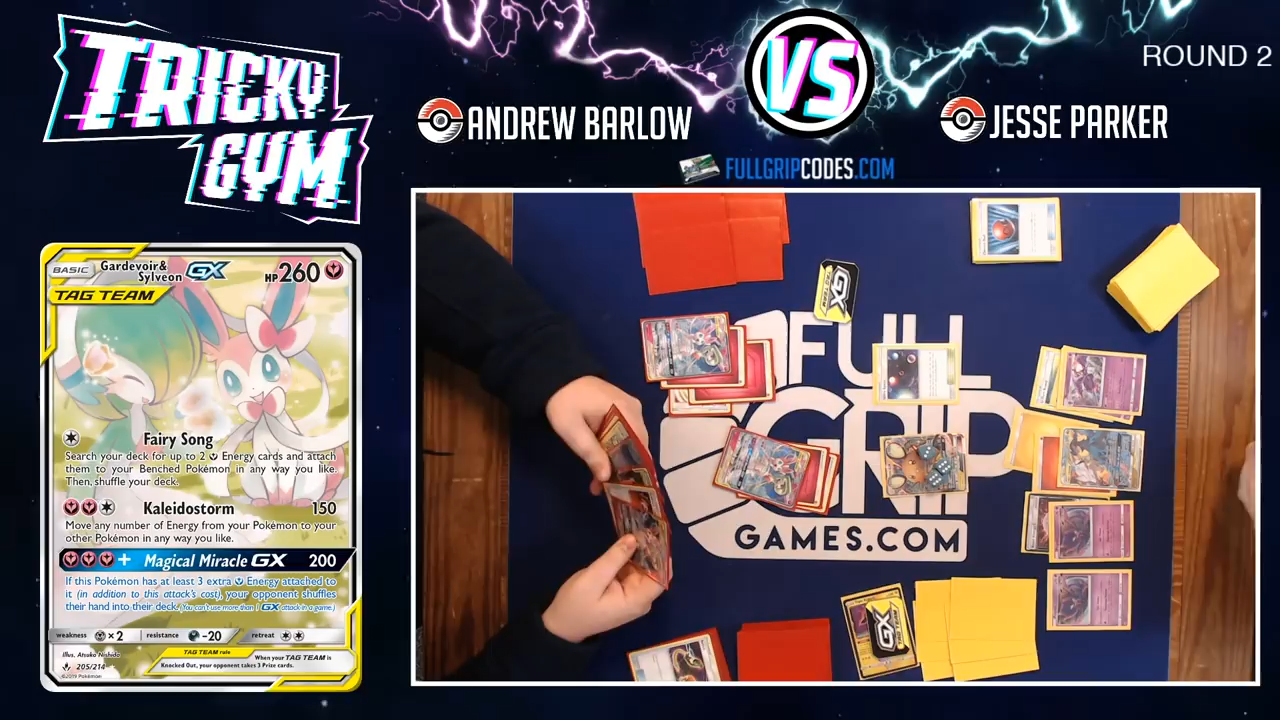 TRICKY
GYM
ANDREW BARLOW
VS
JESSE PARKER
ROUND 2
FULLGRIPCODES.COM
BASIC
Gardevoir&
Sylveon GX
HP 260
TAG TEAM
Fairy Song
Search your deck for up to 2 Energy cards and attach
them to your Benched Pokémon in any way you like.
Then, shuffle your deck.
Kaleidostorm 150
Move any number of Energy from your Pokémon to your
other Pokémon in any way you like.
+ Magical Miracle GX 200
If this Pokémon has at least 3 extra Energy attached to
it (in addition to this attack's cost), your opponent shuffles
their hand into their deck. (You can't use more than 1 GX attack in a game.)
weakness ×2 resistance -20 retreat
TAG TEAM rule
When your TAG TEAM is
Knocked Out, your opponent takes 3 Prize cards.
Illus. Atsuko Nishida
205/214
©2019 Pokémon
GX
TAG TEAM
FULL
GRIP
GAMES.COM
GX